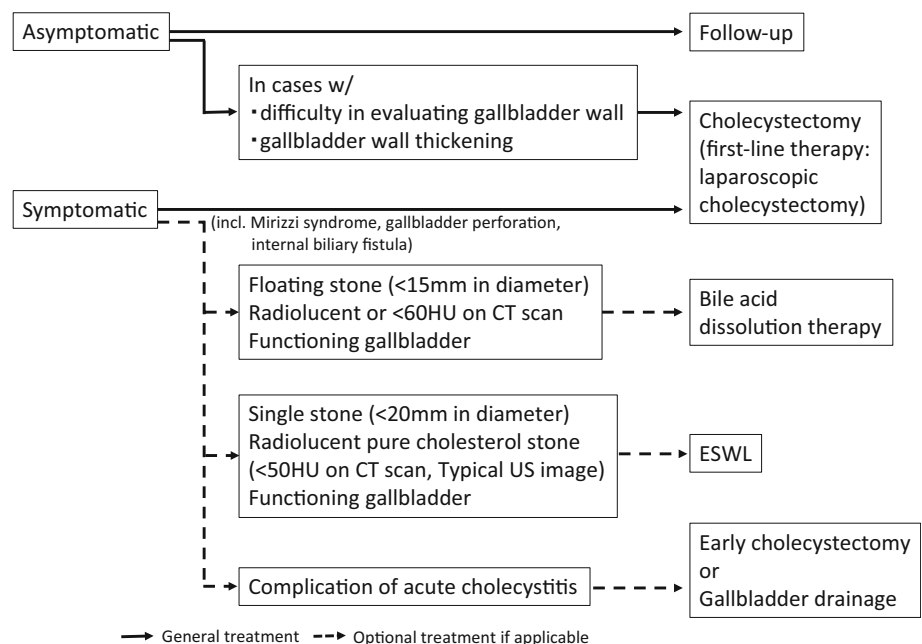 Asymptomatic
Follow-up
In cases w/
・difficulty in evaluating gallbladder wall
・gallbladder wall thickening
Cholecystectomy
(first-line therapy:
laparoscopic
cholecystectomy)
Symptomatic
(incl. Mirizzi syndrome, gallbladder perforation,
internal biliary fistula)
Floating stone (<15mm in diameter)
Radiolucent or <60HU on CT scan
Functioning gallbladder
Bile acid
dissolution therapy
Single stone (<20mm in diameter)
Radiolucent pure cholesterol stone
(<50HU on CT scan, Typical US image)
Functioning gallbladder
ESWL
Complication of acute cholecystitis
Early cholecystectomy
or
Gallbladder drainage
General treatment
Optional treatment if applicable